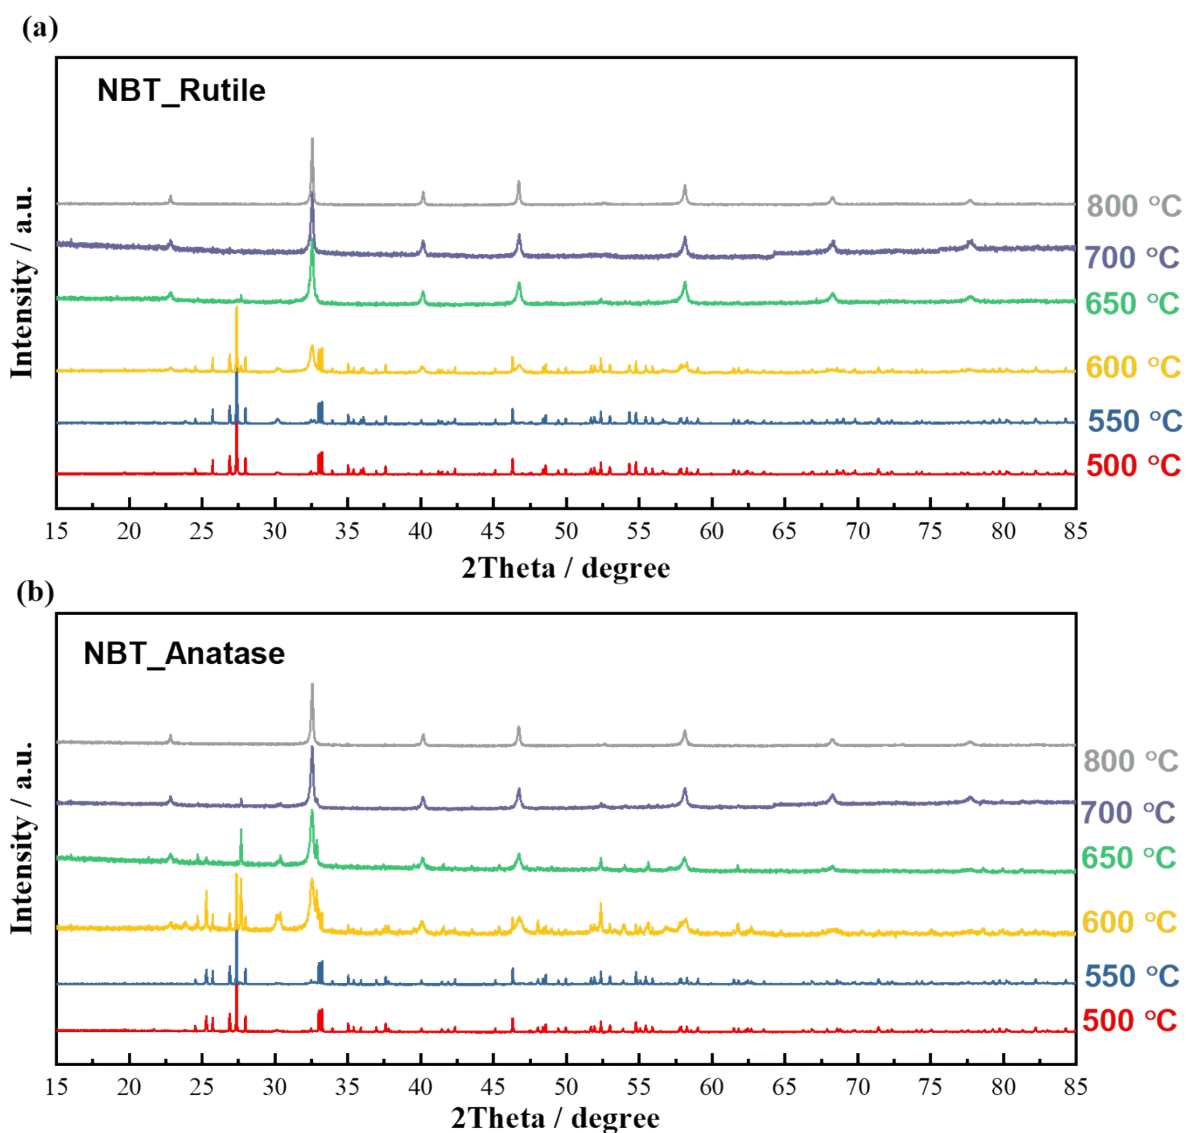 (a)
NBT_Rutile
Intensity / a.u.
800 °C
700 °C
650 °C
600 °C
550 °C
500 °C
15 20 25 30 35 40 45 50 55 60 65 70 75 80 85
2Theta / degree
(b)
NBT_Anatase
Intensity / a.u.
800 °C
700 °C
650 °C
600 °C
550 °C
500 °C
15 20 25 30 35 40 45 50 55 60 65 70 75 80 85
2Theta / degree